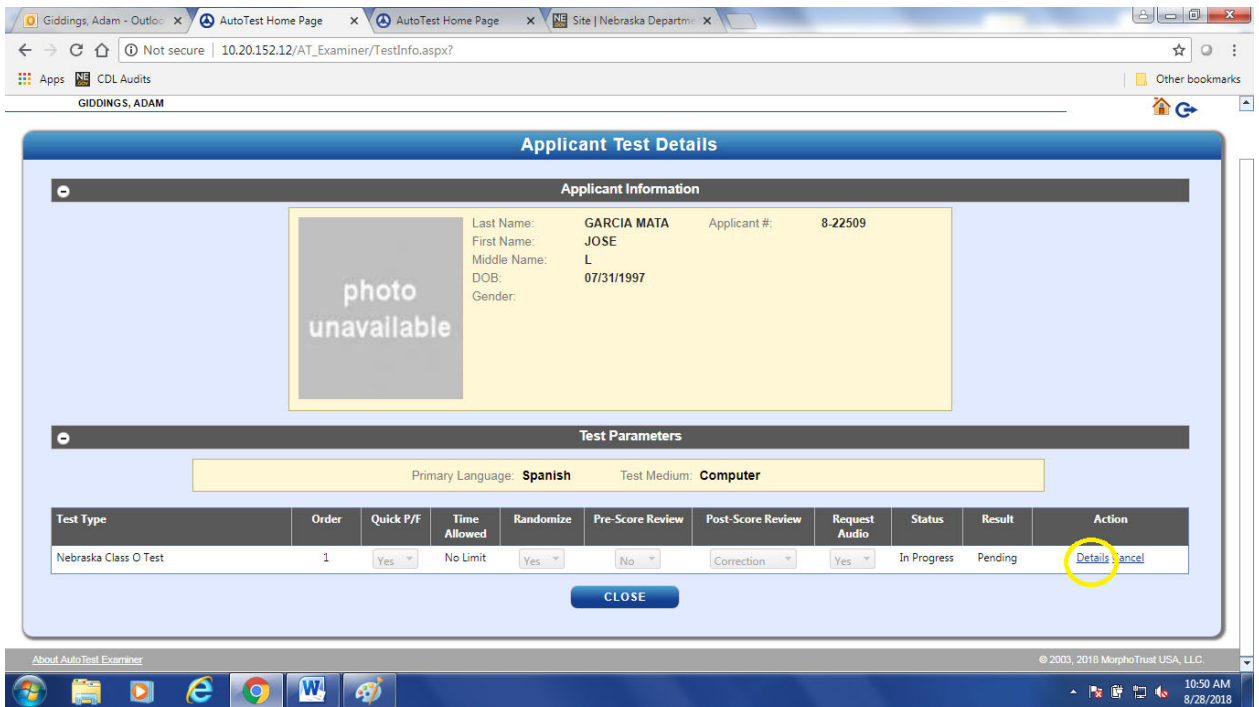 Giddings, Adam - Outloo
AutoTest Home Page
AutoTest Home Page
Site | Nebraska Departme
Not secure | 10.20.152.12/AT_Examiner/TestInfo.aspx?
Apps
NE.gov
CDL Audits
Other bookmarks
GIDDINGS, ADAM
Applicant Test Details
Applicant Information
photo unavailable
Last Name: GARCIA MATA Applicant #: 8-22509
First Name: JOSE
Middle Name: L
DOB: 07/31/1997
Gender:
Test Parameters
Primary Language: Spanish Test Medium: Computer
Test Type Order Quick P/F Time Allowed Randomize Pre-Score Review Post-Score Review Request Audio Status Result Action
Nebraska Class O Test 1 Yes No Limit Yes No Correction Yes In Progress Pending Details Cancel
CLOSE
About AutoTest Examiner
© 2003, 2018 MorphoTrust USA, LLC.
10:50 AM
8/28/2018